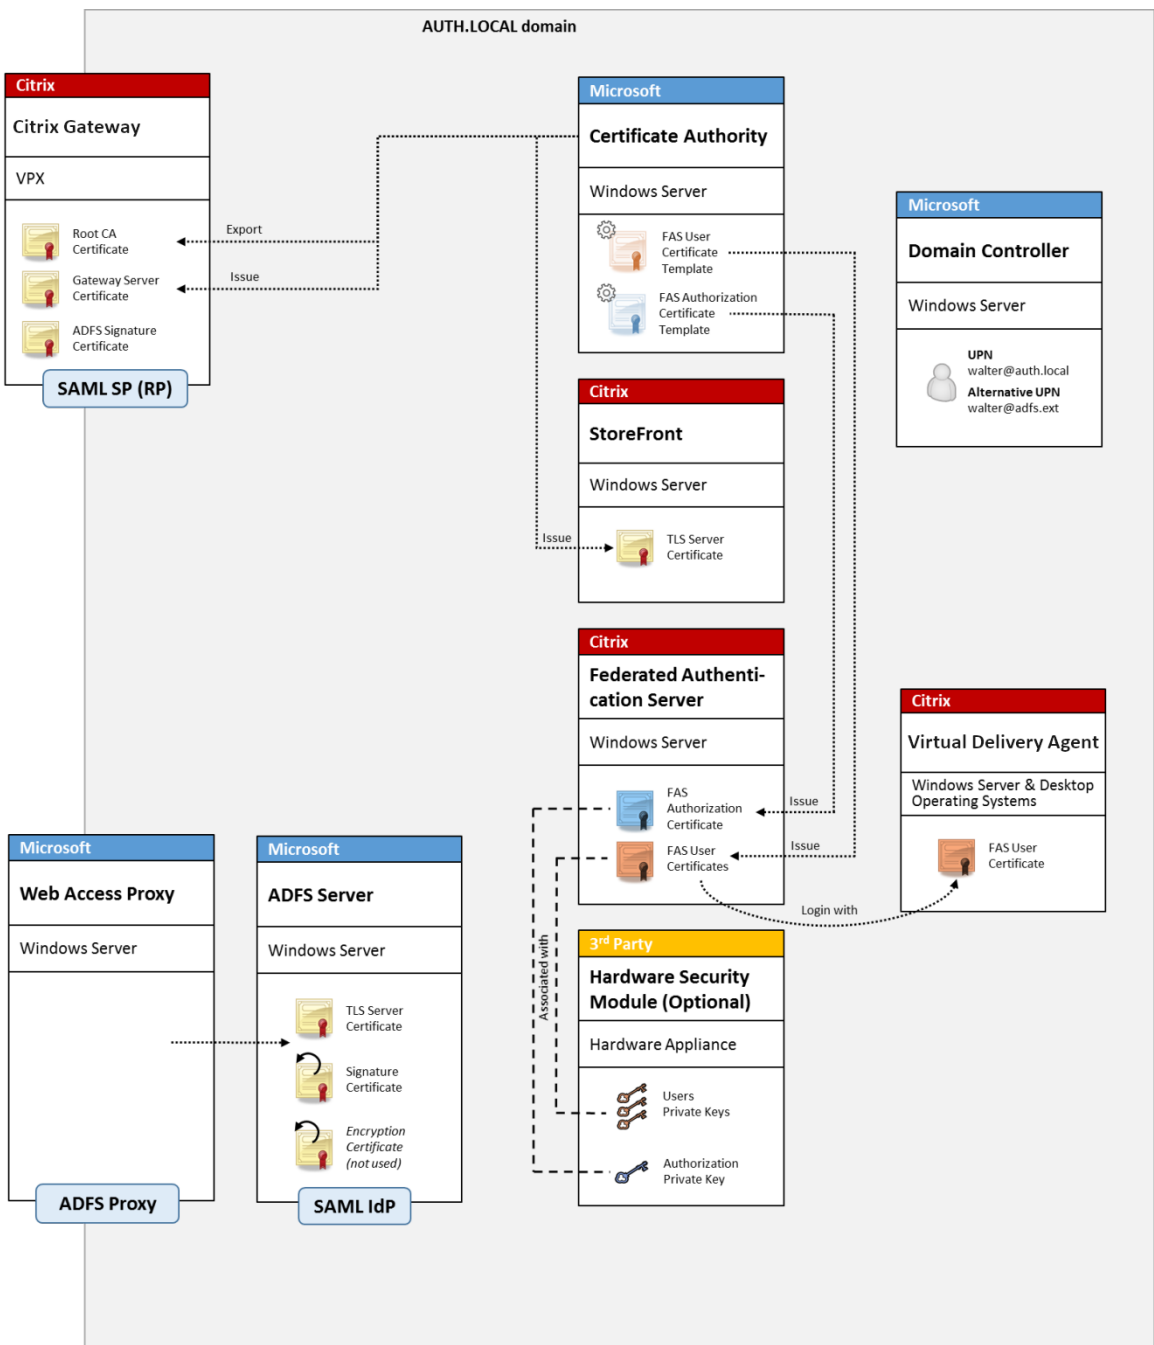 AUTH.LOCAL domain
Citrix
Citrix Gateway
VPX
Root CA
Certificate
Gateway Server
Certificate
ADFS Signature
Certificate
SAML SP (RP)
Export
Issue
Microsoft
Certificate Authority
Windows Server
FAS User
Certificate
Template
FAS Authorization
Certificate
Template
Microsoft
Domain Controller
Windows Server
UPN
walter@auth.local
Alternative UPN
walter@adfs.ext
Citrix
StoreFront
Windows Server
Issue
TLS Server
Certificate
Citrix
Federated Authenti-
cation Server
Windows Server
FAS
Authorization
Certificate
Issue
FAS User
Certificates
Issue
Login with
Citrix
Virtual Delivery Agent
Windows Server & Desktop
Operating Systems
FAS User
Certificate
Microsoft
Web Access Proxy
Windows Server
ADFS Proxy
Microsoft
ADFS Server
Windows Server
TLS Server
Certificate
Signature
Certificate
Encryption
Certificate
(not used)
SAML IdP
Associated with
3rd Party
Hardware Security
Module (Optional)
Hardware Appliance
Users
Private Keys
Authorization
Private Key